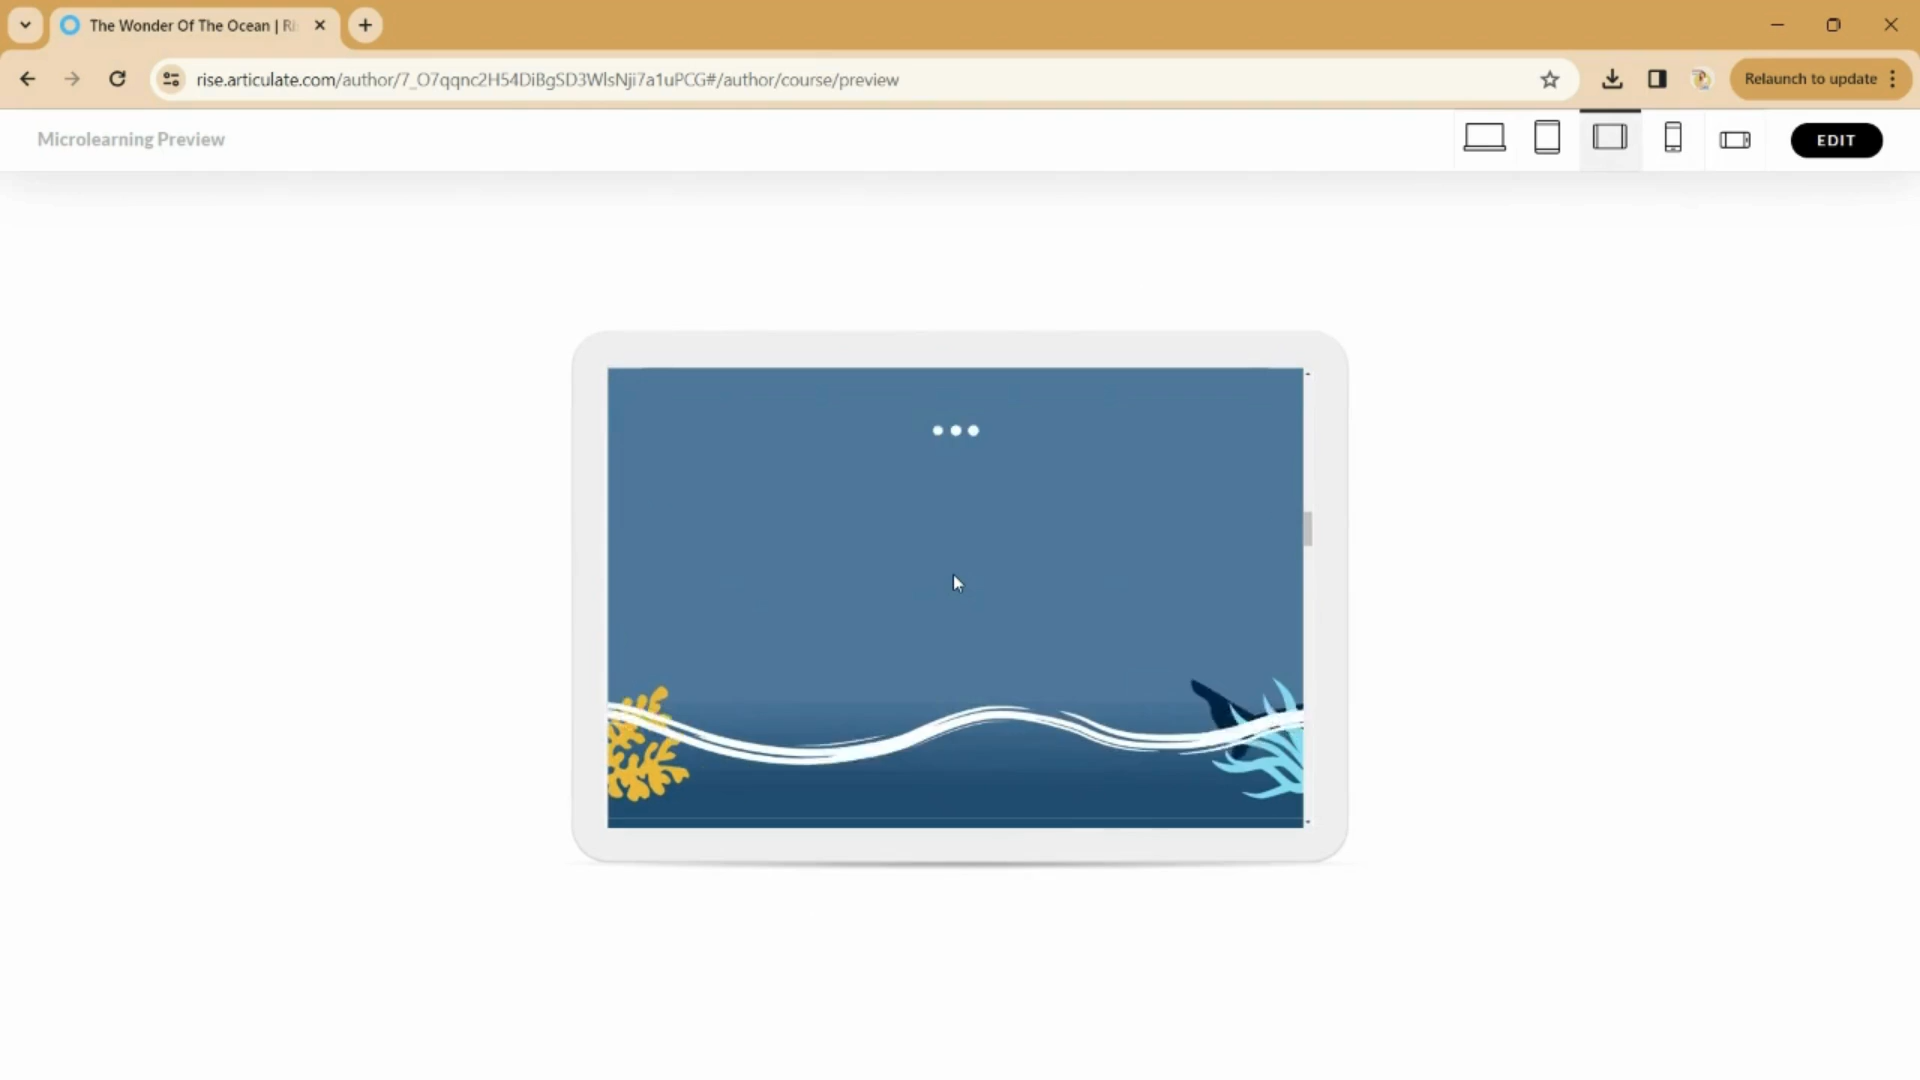 The Wonder Of The Ocean | Ri
rise.articulate.com/author/7_O7qqnc2H54DiBgSD3WlsNji7a1uPCG#/author/course/preview
Relaunch to update
Microlearning Preview
EDIT